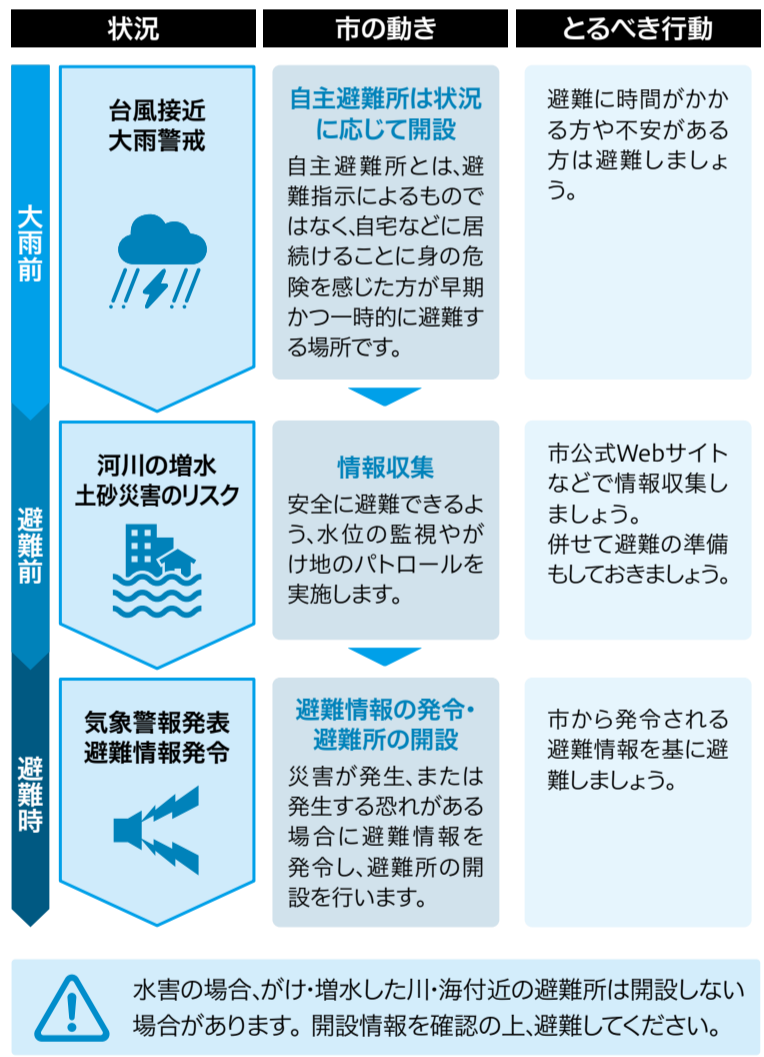 状況
市の動き
とるべき行動
大雨前
台風接近
大雨警戒
自主避難所は状況
に応じて開設
自主避難所とは、避
難指示によるもので
はなく、自宅などに居
続けることに身の危
険を感じた方が早期
かつ一時的に避難す
る場所です。
避難に時間がかか
る方や不安がある
方は避難しましょ
う。
避難前
河川の増水
土砂災害のリスク
情報収集
安全に避難できるよ
う、水位の監視やが
け地のパトロールを
実施します。
市公式Webサイト
などで情報収集し
ましょう。
併せて避難の準備
もしておきましょう。
避難時
気象警報発表
避難情報発令
避難情報の発令・
避難所の開設
災害が発生、または
発生する恐れがある
場合に避難情報を
発令し、避難所の開
設を行います。
市から発令される
避難情報を基に避
難しましょう。
水害の場合、がけ・増水した川・海付近の避難所は開設しない
場合があります。開設情報を確認の上、避難してください。